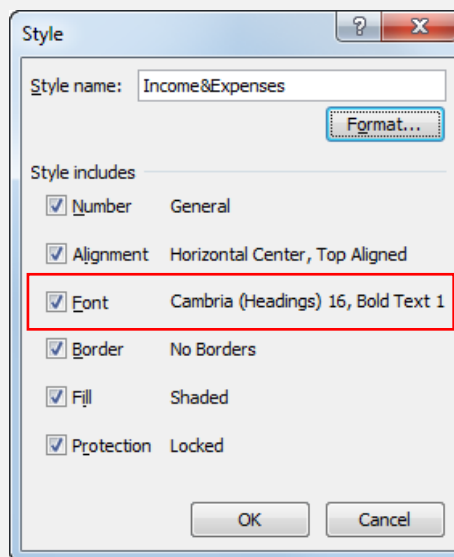 Style
Style name: Income&Expenses
Format...
Style includes
Number General
Alignment Horizontal Center, Top Aligned
Font Cambria (Headings) 16, Bold Text 1
Border No Borders
Fill Shaded
Protection Locked
OK Cancel